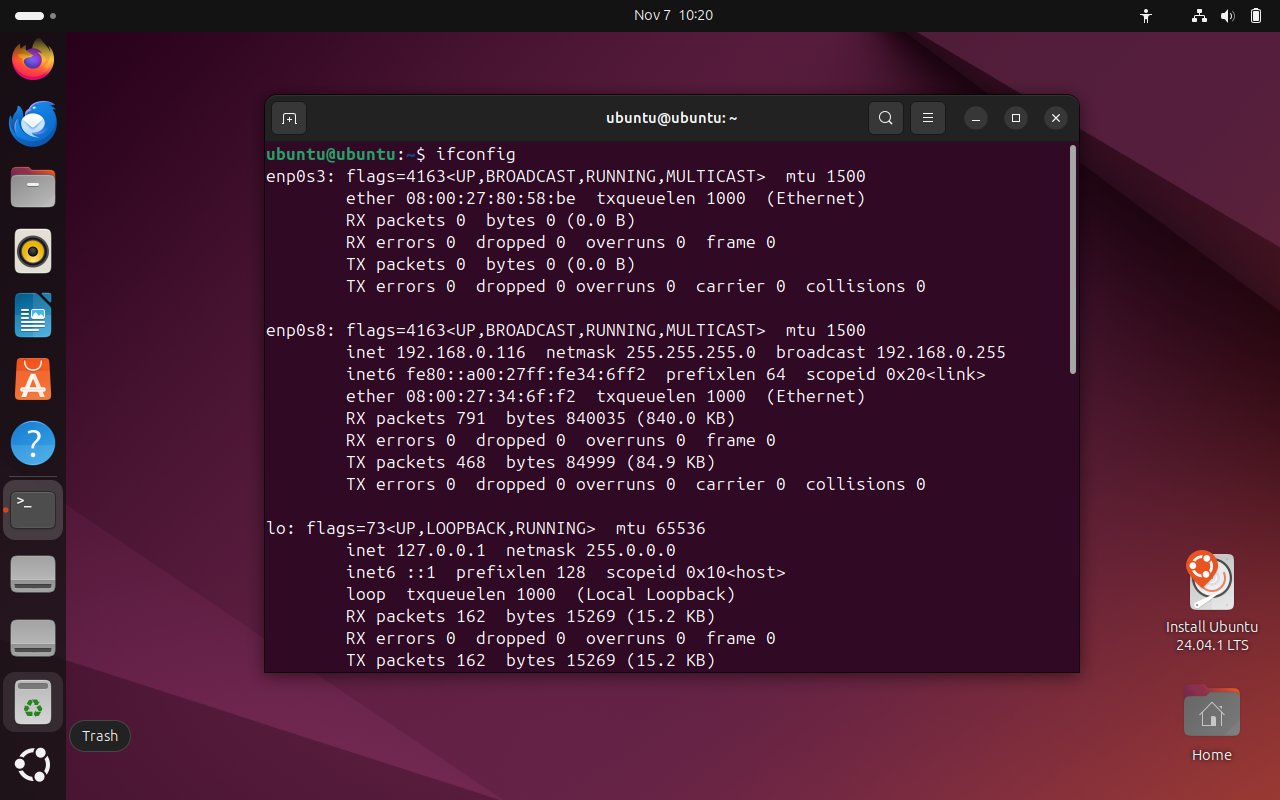 Nov 7 10:20
ubuntu@ubuntu: ~
ubuntu@ubuntu:~$ ifconfig
enp0s3: flags=4163<UP,BROADCAST,RUNNING,MULTICAST>  mtu 1500
        ether 08:00:27:80:58:be  txqueuelen 1000  (Ethernet)
        RX packets 0  bytes 0 (0.0 B)
        RX errors 0  dropped 0  overruns 0  frame 0
        TX packets 0  bytes 0 (0.0 B)
        TX errors 0  dropped 0 overruns 0  carrier 0  collisions 0
enp0s8: flags=4163<UP,BROADCAST,RUNNING,MULTICAST>  mtu 1500
        inet 192.168.0.116  netmask 255.255.255.0  broadcast 192.168.0.255
        inet6 fe80::a00:27ff:fe34:6ff2  prefixlen 64  scopeid 0x20<link>
        ether 08:00:27:34:6f:f2  txqueuelen 1000  (Ethernet)
        RX packets 791  bytes 840035 (840.0 KB)
        RX errors 0  dropped 0  overruns 0  frame 0
        TX packets 468  bytes 84999 (84.9 KB)
        TX errors 0  dropped 0 overruns 0  carrier 0  collisions 0
lo: flags=73<UP,LOOPBACK,RUNNING>  mtu 65536
        inet 127.0.0.1  netmask 255.0.0.0
        inet6 ::1  prefixlen 128  scopeid 0x10<host>
        loop  txqueuelen 1000  (Local Loopback)
        RX packets 162  bytes 15269 (15.2 KB)
        RX errors 0  dropped 0  overruns 0  frame 0
        TX packets 162  bytes 15269 (15.2 KB)
Install Ubuntu
24.04.1 LTS
Trash
Home